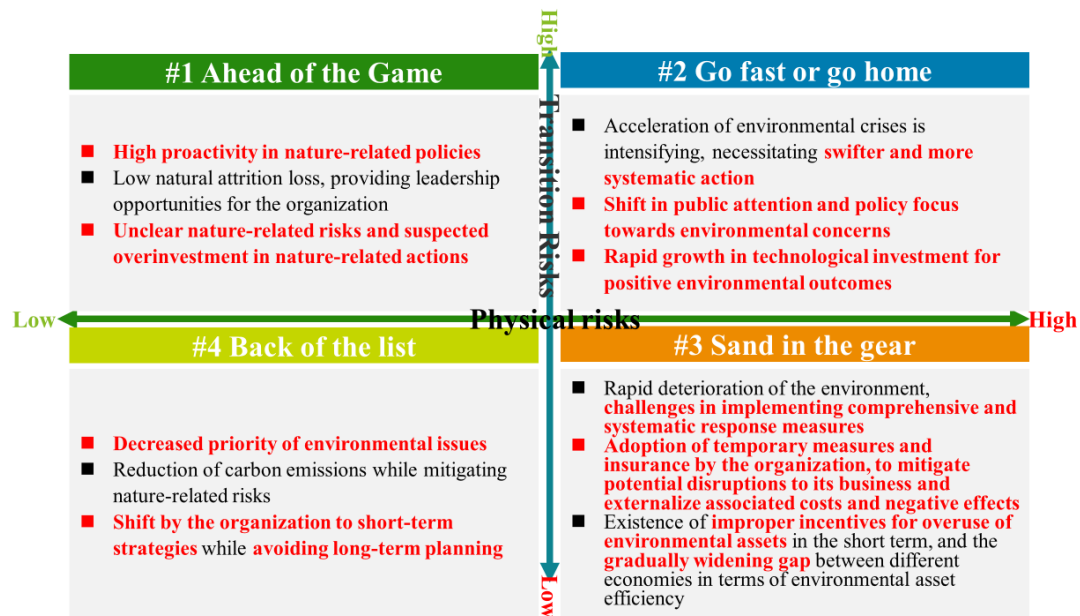 High
#1 Ahead of the Game
High proactivity in nature-related policies
Low natural attrition loss, providing leadership
opportunities for the organization
Unclear nature-related risks and suspected
overinvestment in nature-related actions
Transition Risks
#2 Go fast or go home
Acceleration of environmental crises is
intensifying, necessitating swifter and more
systematic action
Shift in public attention and policy focus
towards environmental concerns
Rapid growth in technological investment for
positive environmental outcomes
Low
Physical risks
High
#4 Back of the list
Decreased priority of environmental issues
Reduction of carbon emissions while mitigating
nature-related risks
Shift by the organization to short-term
strategies while avoiding long-term planning
#3 Sand in the gear
Rapid deterioration of the environment,
challenges in implementing comprehensive and
systematic response measures
Adoption of temporary measures and
insurance by the organization, to mitigate
potential disruptions to its business and
externalize associated costs and negative effects
Existence of improper incentives for overuse of
environmental assets in the short term, and the
gradually widening gap between different
economies in terms of environmental asset
efficiency
Low